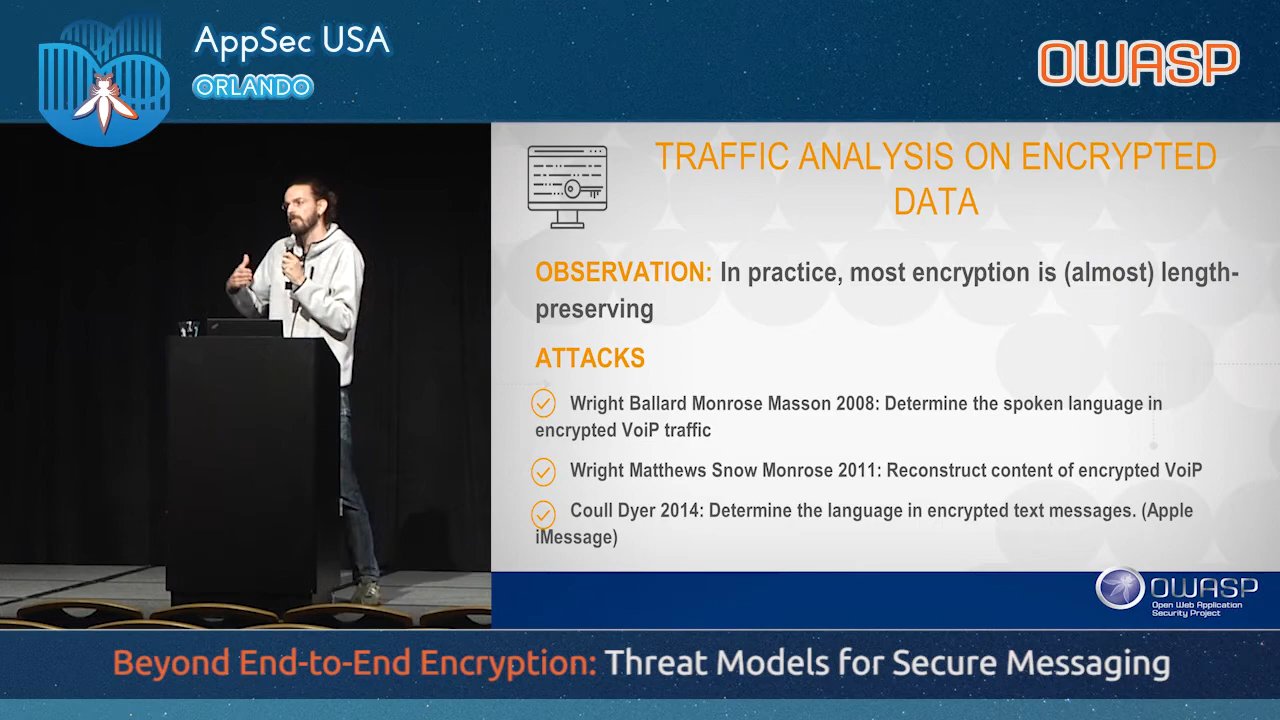 AppSec USA
ORLANDO
OWASP
TRAFFIC ANALYSIS ON ENCRYPTED
DATA
OBSERVATION: In practice, most encryption is (almost) length-
preserving
ATTACKS
Wright Ballard Monrose Masson 2008: Determine the spoken language in
encrypted VoiP traffic
Wright Matthews Snow Monrose 2011: Reconstruct content of encrypted VoiP
Coull Dyer 2014: Determine the language in encrypted text messages. (Apple
iMessage)
OWASP
Open Web Application
Security Project
Beyond End-to-End Encryption: Threat Models for Secure Messaging